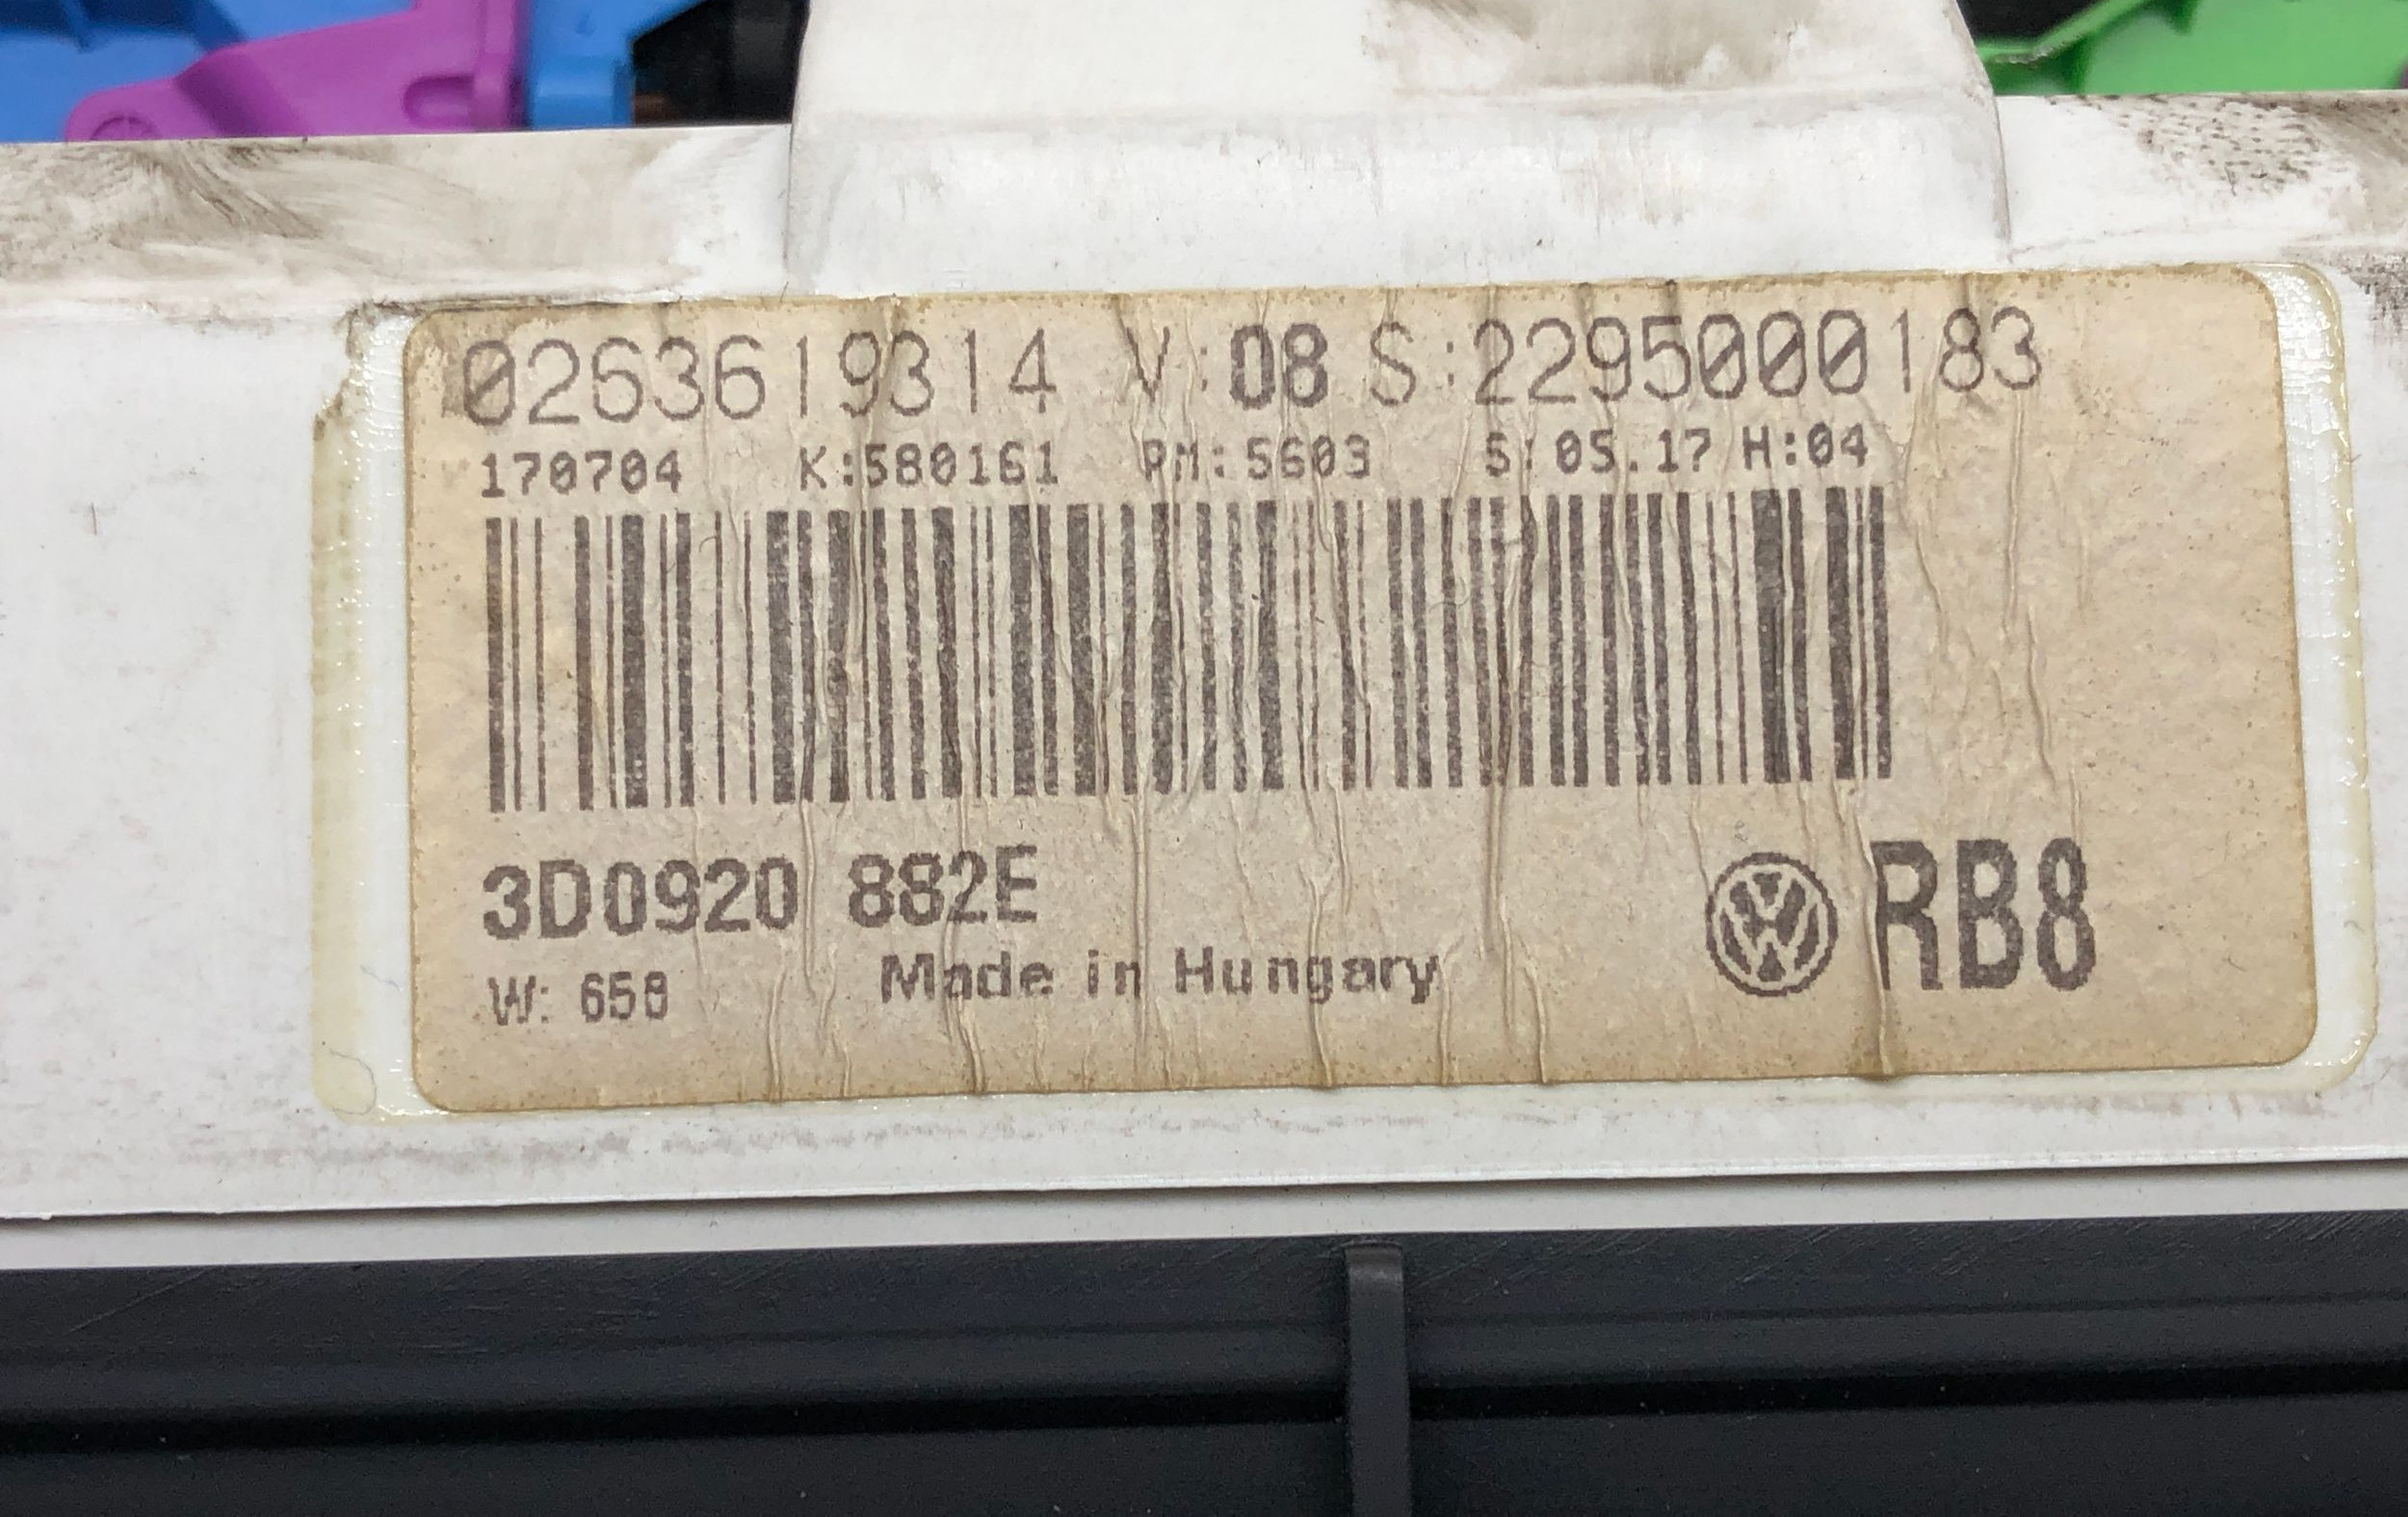 0263619314 V:08 S:2295000183
170704 K:580161 PM:5603 S:05.17 H:04
3D0920 882E
RB8
W: 658 Made in Hungary